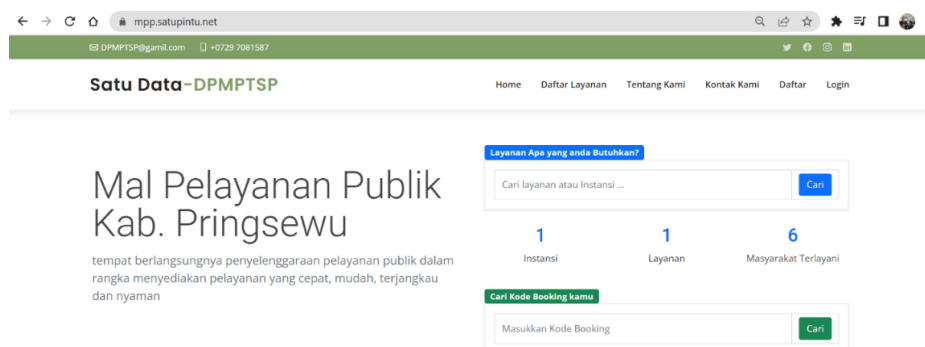 mpp.satupintu.net
DPMPTSP@gamil.com +0729 7081587
Satu Data-DPMPTSP
Home Daftar Layanan Tentang Kami Kontak Kami Daftar Login
Mal Pelayanan Publik
Kab. Pringsewu
tempat berlangsungnya penyelenggaraan pelayanan publik dalam
rangka menyediakan pelayanan yang cepat, mudah, terjangkau
dan nyaman
Layanan Apa yang anda Butuhkan?
Cari layanan atau Instansi ... Cari
1 1 6
Instansi Layanan Masyarakat Terlayani
Cari Kode Booking kamu
Masukkan Kode Booking Cari